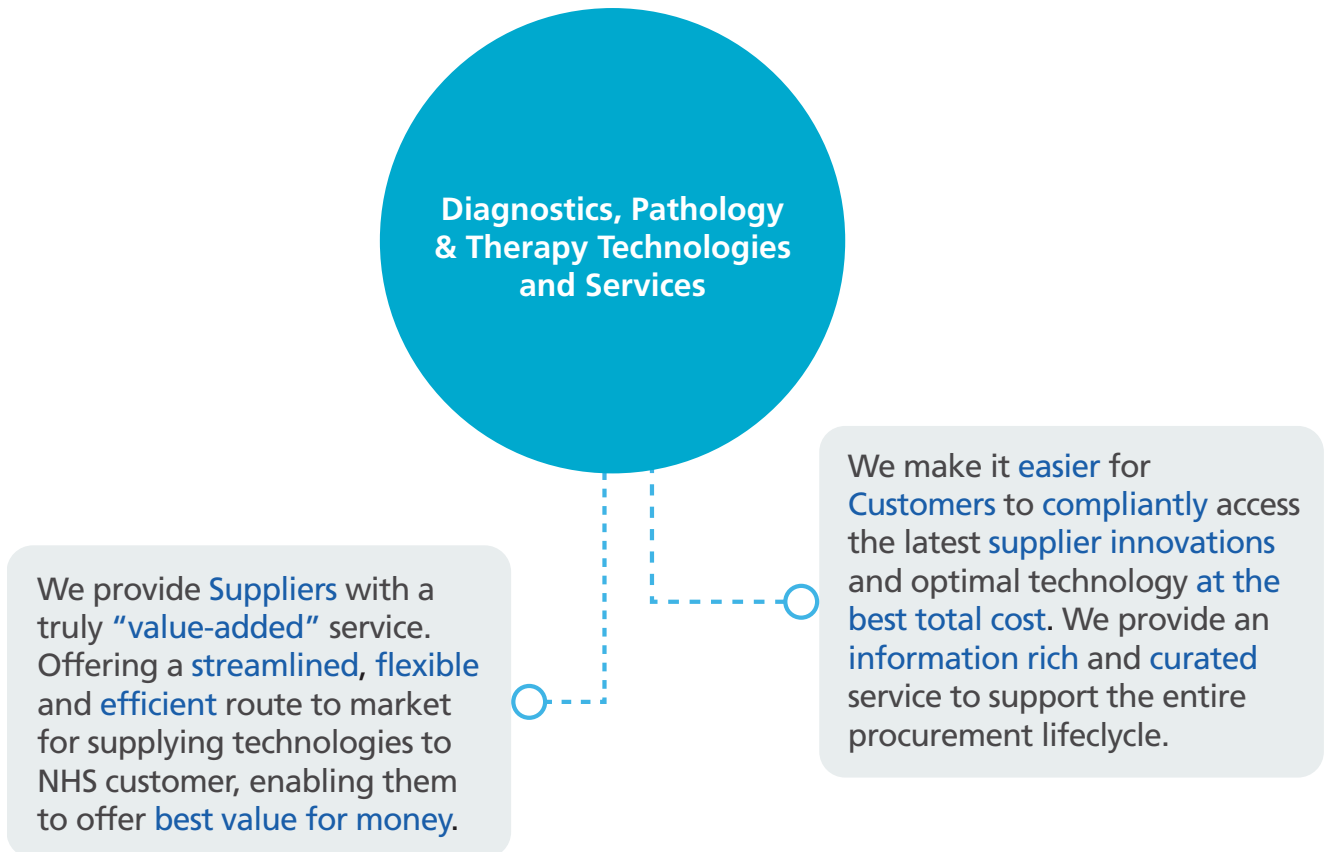 Diagnostics, Pathology
& Therapy Technologies
and Services
We provide Suppliers with a
truly “value-added” service.
Offering a streamlined, flexible
and efficient route to market
for supplying technologies to
NHS customer, enabling them
to offer best value for money.
We make it easier for
Customers to compliantly access
the latest supplier innovations
and optimal technology at the
best total cost. We provide an
information rich and curated
service to support the entire
procurement lifeclycle.